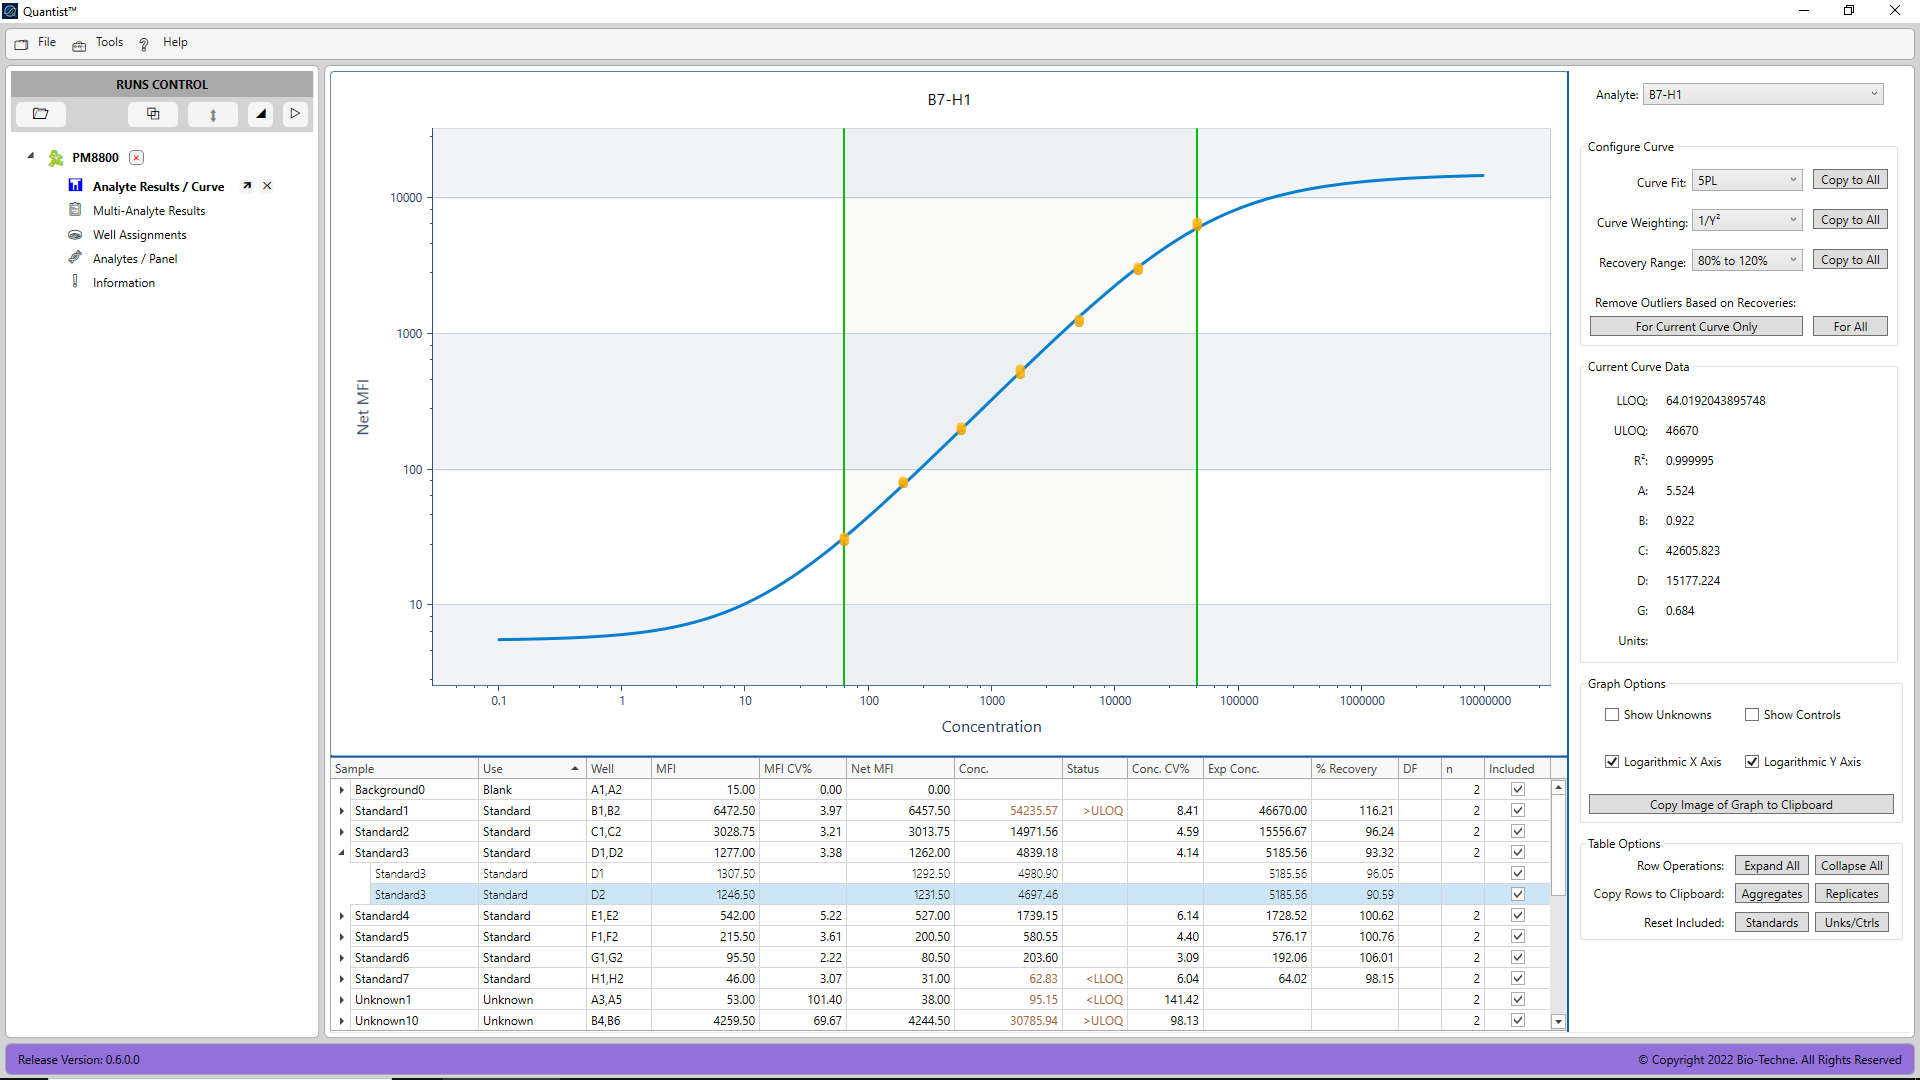 Quantist™
File Tools Help
RUNS CONTROL
PM8800
Analyte Results / Curve
Multi-Analyte Results
Well Assignments
Analytes / Panel
Information
B7-H1
Net MFI
10000
1000
100
10
0.1 1 10 100 1000 10000 100000 1000000 10000000
Concentration
Analyte: B7-H1
Configure Curve
Curve Fit: 5PL Copy to All
Curve Weighting: 1/Y² Copy to All
Recovery Range: 80% to 120% Copy to All
Remove Outliers Based on Recoveries:
For Current Curve Only For All
Current Curve Data
LLOQ: 64.0192043895748
ULOQ: 46670
R²: 0.999995
A: 5.524
B: 0.922
C: 42605.823
D: 15177.224
G: 0.684
Units:
Graph Options
Show Unknowns Show Controls
Logarithmic X Axis Logarithmic Y Axis
Copy Image of Graph to Clipboard
Table Options
Row Operations: Expand All Collapse All
Copy Rows to Clipboard: Aggregates Replicates
Reset Included: Standards Unks/Ctrls
Sample Use Well MFI MFI CV% Net MFI Conc. Status Conc. CV% Exp Conc. % Recovery DF n Included
Background0 Blank A1,A2 15.00 0.00 0.00 2
Standard1 Standard B1,B2 6472.50 3.97 6457.50 54235.57 >ULOQ 8.41 46670.00 116.21 2
Standard2 Standard C1,C2 3028.75 3.21 3013.75 14971.56 4.59 15556.67 96.24 2
Standard3 Standard D1,D2 1277.00 3.38 1262.00 4839.18 4.14 5185.56 93.32 2
Standard3 Standard D1 1307.50 1292.50 4980.90 5185.56 96.05
Standard3 Standard D2 1246.50 1231.50 4697.46 5185.56 90.59
Standard4 Standard E1,E2 542.00 5.22 527.00 1739.15 6.14 1728.52 100.62 2
Standard5 Standard F1,F2 215.50 3.61 200.50 580.55 4.40 576.17 100.76 2
Standard6 Standard G1,G2 95.50 2.22 80.50 203.60 3.09 192.06 106.01 2
Standard7 Standard H1,H2 46.00 3.07 31.00 62.83 <LLOQ 6.04 64.02 98.15 2
Unknown1 Unknown A3,A5 53.00 101.40 38.00 95.15 <LLOQ 141.42 2
Unknown10 Unknown B4,B6 4259.50 69.67 4244.50 30785.94 >ULOQ 98.13 2
Release Version: 0.6.0.0
© Copyright 2022 Bio-Techne. All Rights Reserved